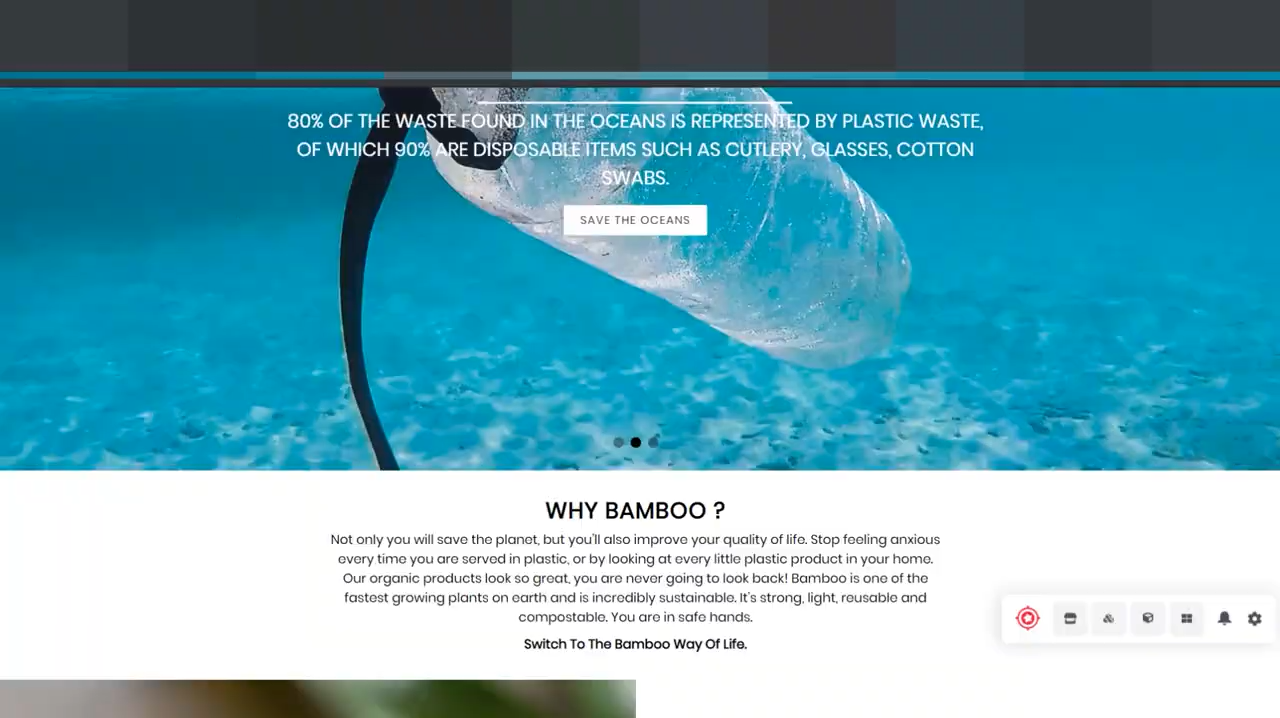 80% OF THE WASTE FOUND IN THE OCEANS IS REPRESENTED BY PLASTIC WASTE,
OF WHICH 90% ARE DISPOSABLE ITEMS SUCH AS CUTLERY, GLASSES, COTTON
SWABS.
SAVE THE OCEANS
WHY BAMBOO ?
Not only you will save the planet, but you'll also improve your quality of life. Stop feeling anxious
every time you are served in plastic, or by looking at every little plastic product in your home.
Our organic products look so great, you are never going to look back! Bamboo is one of the
fastest growing plants on earth and is incredibly sustainable. It's strong, light, reusable and
compostable. You are in safe hands.
Switch To The Bamboo Way Of Life.